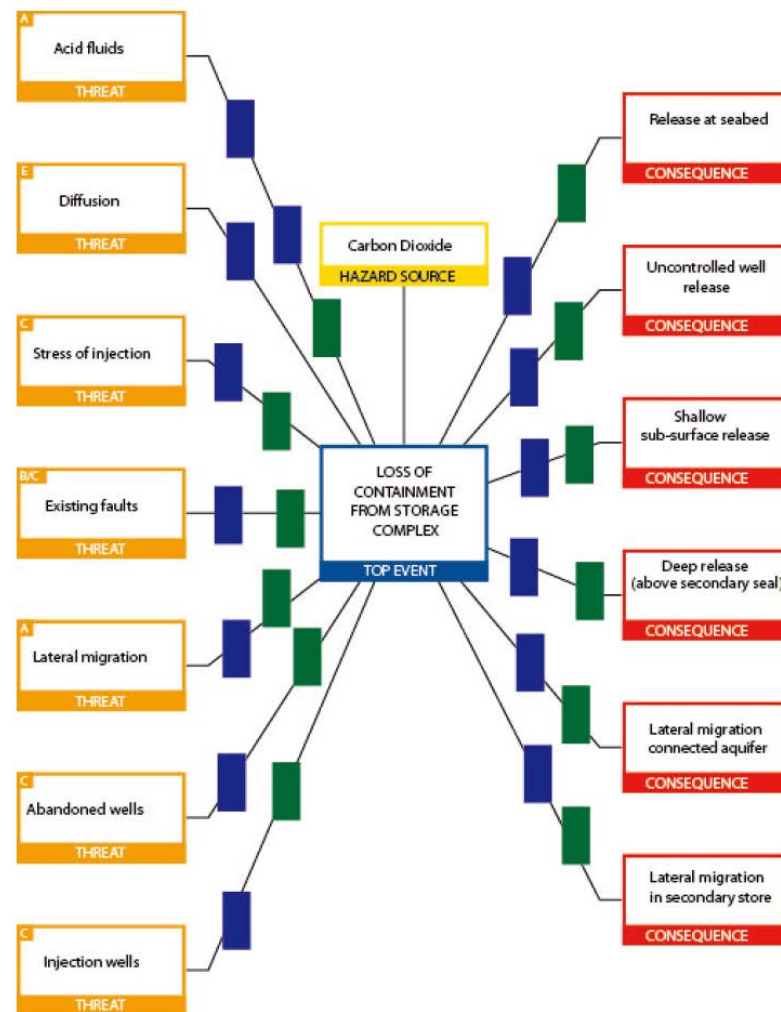 A
Acid fluids
THREAT
E
Diffusion
THREAT
C
Stress of injection
THREAT
B/C
Existing faults
THREAT
A
Lateral migration
THREAT
C
Abandoned wells
THREAT
C
Injection wells
THREAT
Carbon Dioxide
HAZARD SOURCE
LOSS OF
CONTAINMENT
FROM STORAGE
COMPLEX
TOP EVENT
Release at seabed
CONSEQUENCE
Uncontrolled well
release
CONSEQUENCE
Shallow
sub-surface release
CONSEQUENCE
Deep release
(above secondary seal)
CONSEQUENCE
Lateral migration
connected aquifer
CONSEQUENCE
Lateral migration
in secondary store
CONSEQUENCE